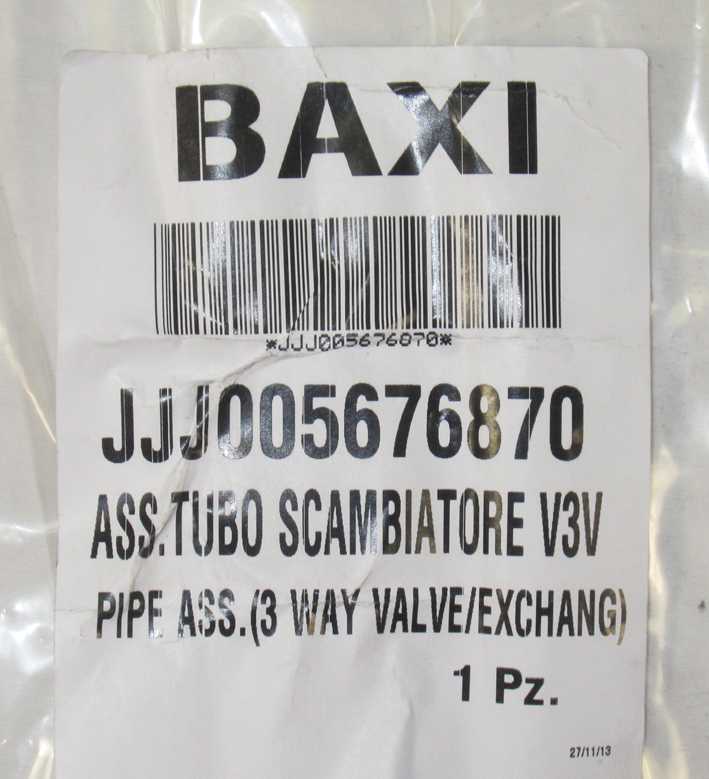 BAXI
*JJJ005676870*
JJJ005676870
ASS.TUBO SCAMBIATORE V3V
PIPE ASS.(3 WAY VALVE/EXCHANG)
1 Pz.
27/11/13